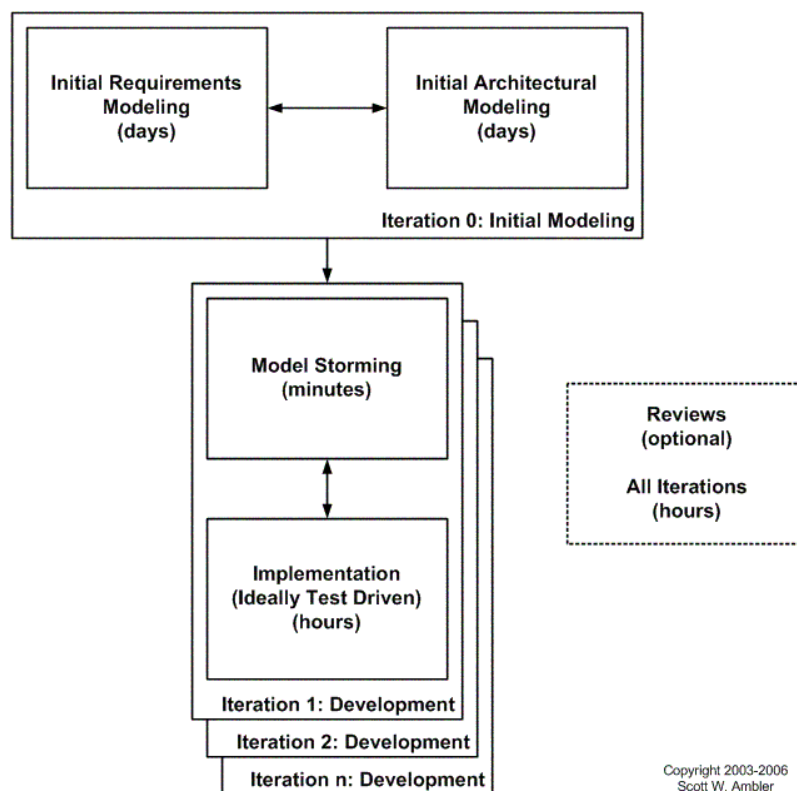 Initial Requirements
Modeling
(days)
Initial Architectural
Modeling
(days)
Iteration 0: Initial Modeling
Model Storming
(minutes)
Reviews
(optional)
All Iterations
(hours)
Implementation
(Ideally Test Driven)
(hours)
Iteration 1: Development
Iteration 2: Development
Iteration n: Development
Copyright 2003-2006
Scott W. Ambler